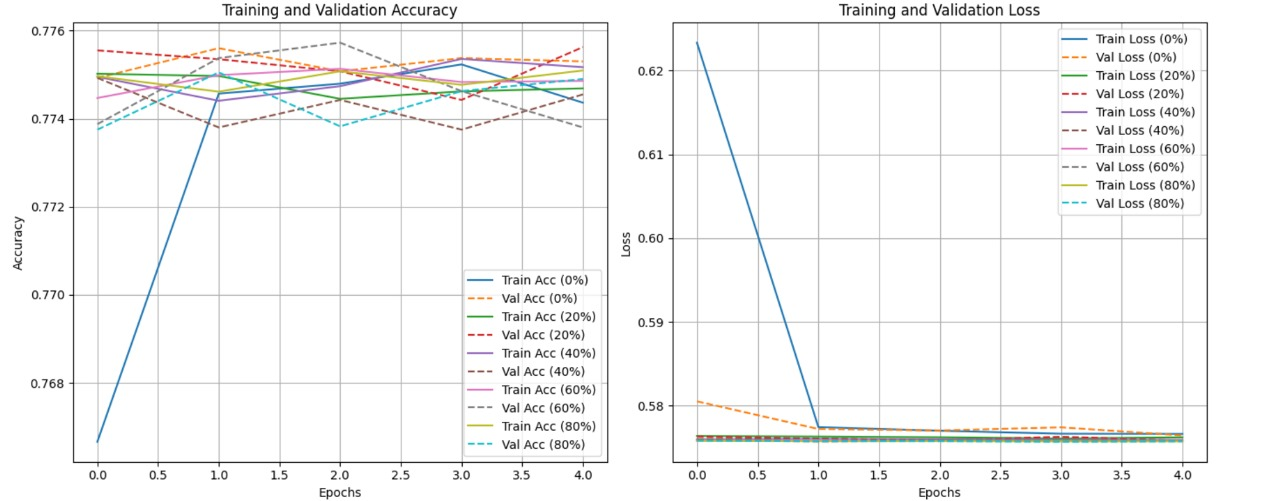 Training and Validation Accuracy
0.776
0.774
0.772
0.770
0.768
Accuracy
0.0 0.5 1.0 1.5 2.0 2.5 3.0 3.5 4.0
Epochs
Train Acc (0%)
Val Acc (0%)
Train Acc (20%)
Val Acc (20%)
Train Acc (40%)
Val Acc (40%)
Train Acc (60%)
Val Acc (60%)
Train Acc (80%)
Val Acc (80%)
Training and Validation Loss
0.62
0.61
0.60
0.59
0.58
Loss
0.0 0.5 1.0 1.5 2.0 2.5 3.0 3.5 4.0
Epochs
Train Loss (0%)
Val Loss (0%)
Train Loss (20%)
Val Loss (20%)
Train Loss (40%)
Val Loss (40%)
Train Loss (60%)
Val Loss (60%)
Train Loss (80%)
Val Loss (80%)